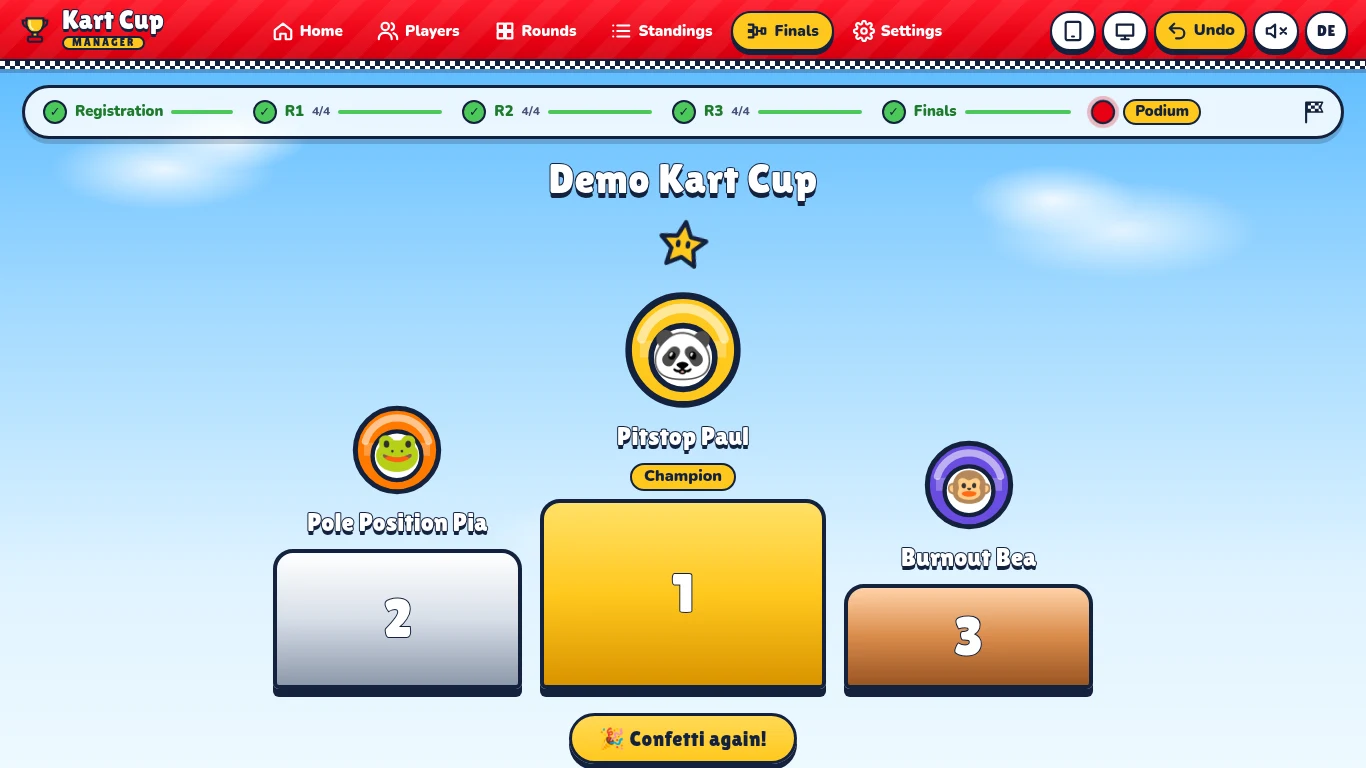 Kart Cup
MANAGER
Home
Players
Rounds
Standings
Finals
Settings
Undo
DE
Registration
R1 4/4
R2 4/4
R3 4/4
Finals
Podium
Demo Kart Cup
Pitstop Paul
Champion
Pole Position Pia
Burnout Bea
2
1
3
🎉 Confetti again!